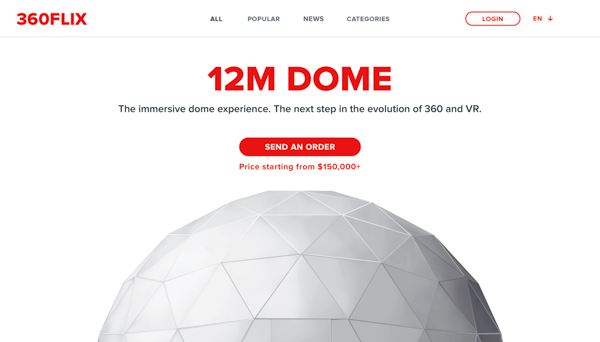 360FLIX
ALL POPULAR NEWS CATEGORIES
LOGIN
EN
12M DOME
The immersive dome experience. The next step in the evolution of 360 and VR.
SEND AN ORDER
Price starting from $150,000+